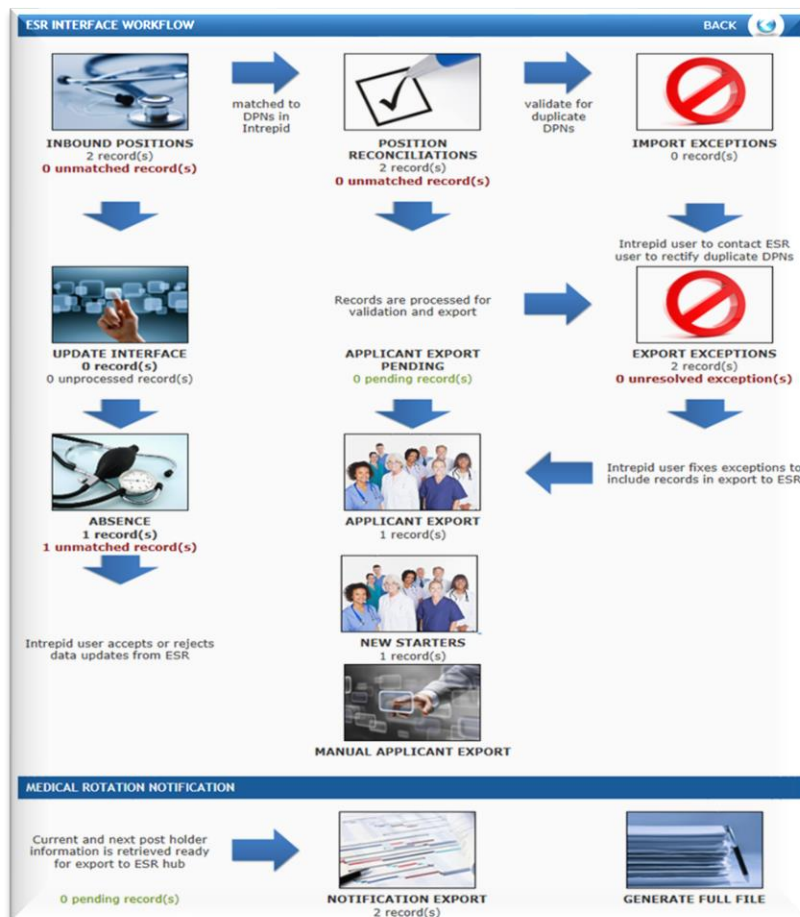 ESR INTERFACE WORKFLOW
BACK
matched to
DPNs in
Intrepid
validate for
duplicate
DPNs
INBOUND POSITIONS
2 record(s)
0 unmatched record(s)
POSITION
RECONCILIATIONS
2 record(s)
0 unmatched record(s)
IMPORT EXCEPTIONS
0 record(s)
Intrepid user to contact ESR
user to rectify duplicate DPNs
Records are processed for
validation and export
UPDATE INTERFACE
0 record(s)
0 unprocessed record(s)
APPLICANT EXPORT
PENDING
0 pending record(s)
EXPORT EXCEPTIONS
2 record(s)
0 unresolved exception(s)
Intrepid user fixes exceptions to
include records in export to ESR
ABSENCE
1 record(s)
1 unmatched record(s)
APPLICANT EXPORT
1 record(s)
Intrepid user accepts or rejects
data updates from ESR
NEW STARTERS
1 record(s)
MANUAL APPLICANT EXPORT
MEDICAL ROTATION NOTIFICATION
Current and next post holder
information is retrieved ready
for export to ESR hub
0 pending record(s)
NOTIFICATION EXPORT
2 record(s)
GENERATE FULL FILE